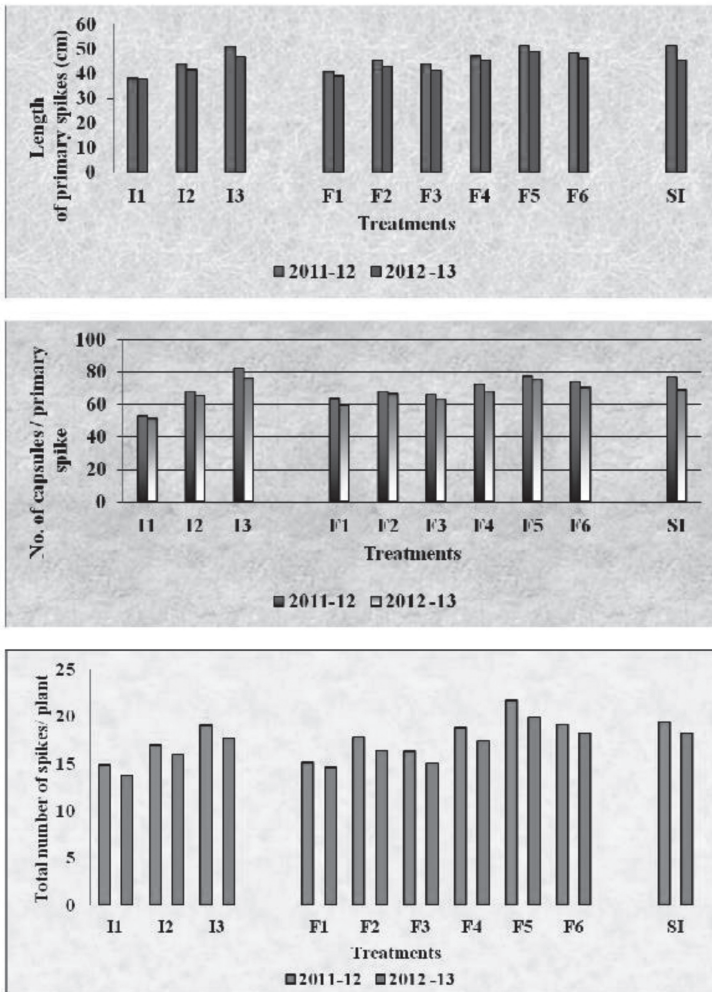 60
50
40
30
20
10
0
Length
of primary spikes (cm)
I1 I2 I3 F1 F2 F3 F4 F5 F6 SI
Treatments
2011-12 2012-13
100
80
60
40
20
0
No. of capsules / primary
spike
I1 I2 I3 F1 F2 F3 F4 F5 F6 SI
Treatments
2011-12 2012-13
25
20
15
10
5
0
Total number of spikes/ plant
I1 I2 I3 F1 F2 F3 F4 F5 F6 SI
Treatments
2011-12 2012-13